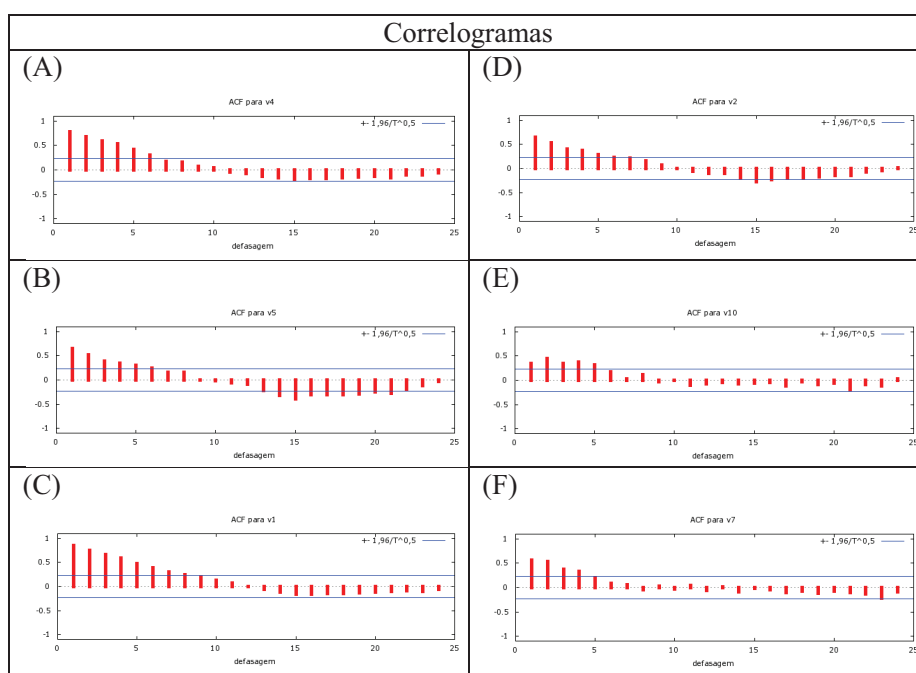 Correlogramas
(A)
ACF para v4
+- 1,96/T^0,5
1
0.5
0
-0.5
-1
0 5 10 15 20 25
defasagem
(D)
ACF para v2
+- 1,96/T^0,5
1
0.5
0
-0.5
-1
0 5 10 15 20 25
defasagem
(B)
ACF para v5
+- 1,96/T^0,5
1
0.5
0
-0.5
-1
0 5 10 15 20 25
defasagem
(E)
ACF para v10
+- 1,96/T^0,5
1
0.5
0
-0.5
-1
0 5 10 15 20 25
defasagem
(C)
ACF para v1
+- 1,96/T^0,5
1
0.5
0
-0.5
-1
0 5 10 15 20 25
defasagem
(F)
ACF para v7
+- 1,96/T^0,5
1
0.5
0
-0.5
-1
0 5 10 15 20 25
defasagem